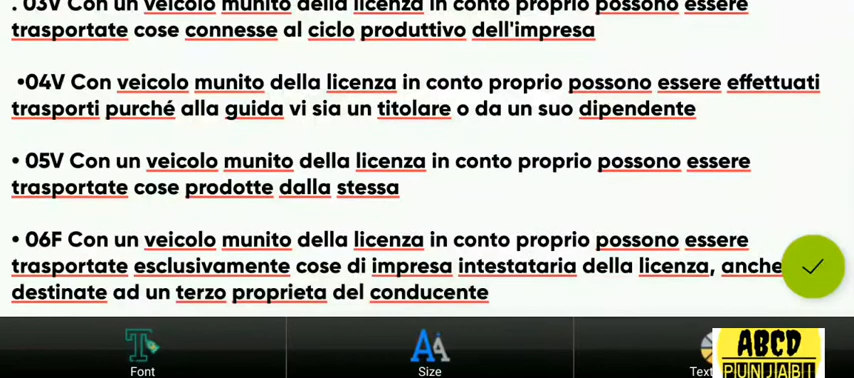 . 03V Con un veicolo munito della licenza in conto proprio possono essere
trasportate cose connesse al ciclo produttivo dell'impresa
•04V Con veicolo munito della licenza in conto proprio possono essere effettuati
trasporti purché alla guida vi sia un titolare o da un suo dipendente
• 05V Con un veicolo munito della licenza in conto proprio possono essere
trasportate cose prodotte dalla stessa
• 06F Con un veicolo munito della licenza in conto proprio possono essere
trasportate esclusivamente cose di impresa intestataria della licenza, anche
destinate ad un terzo proprieta del conducente
Font
Size
Text
ABCD
PUNJABI